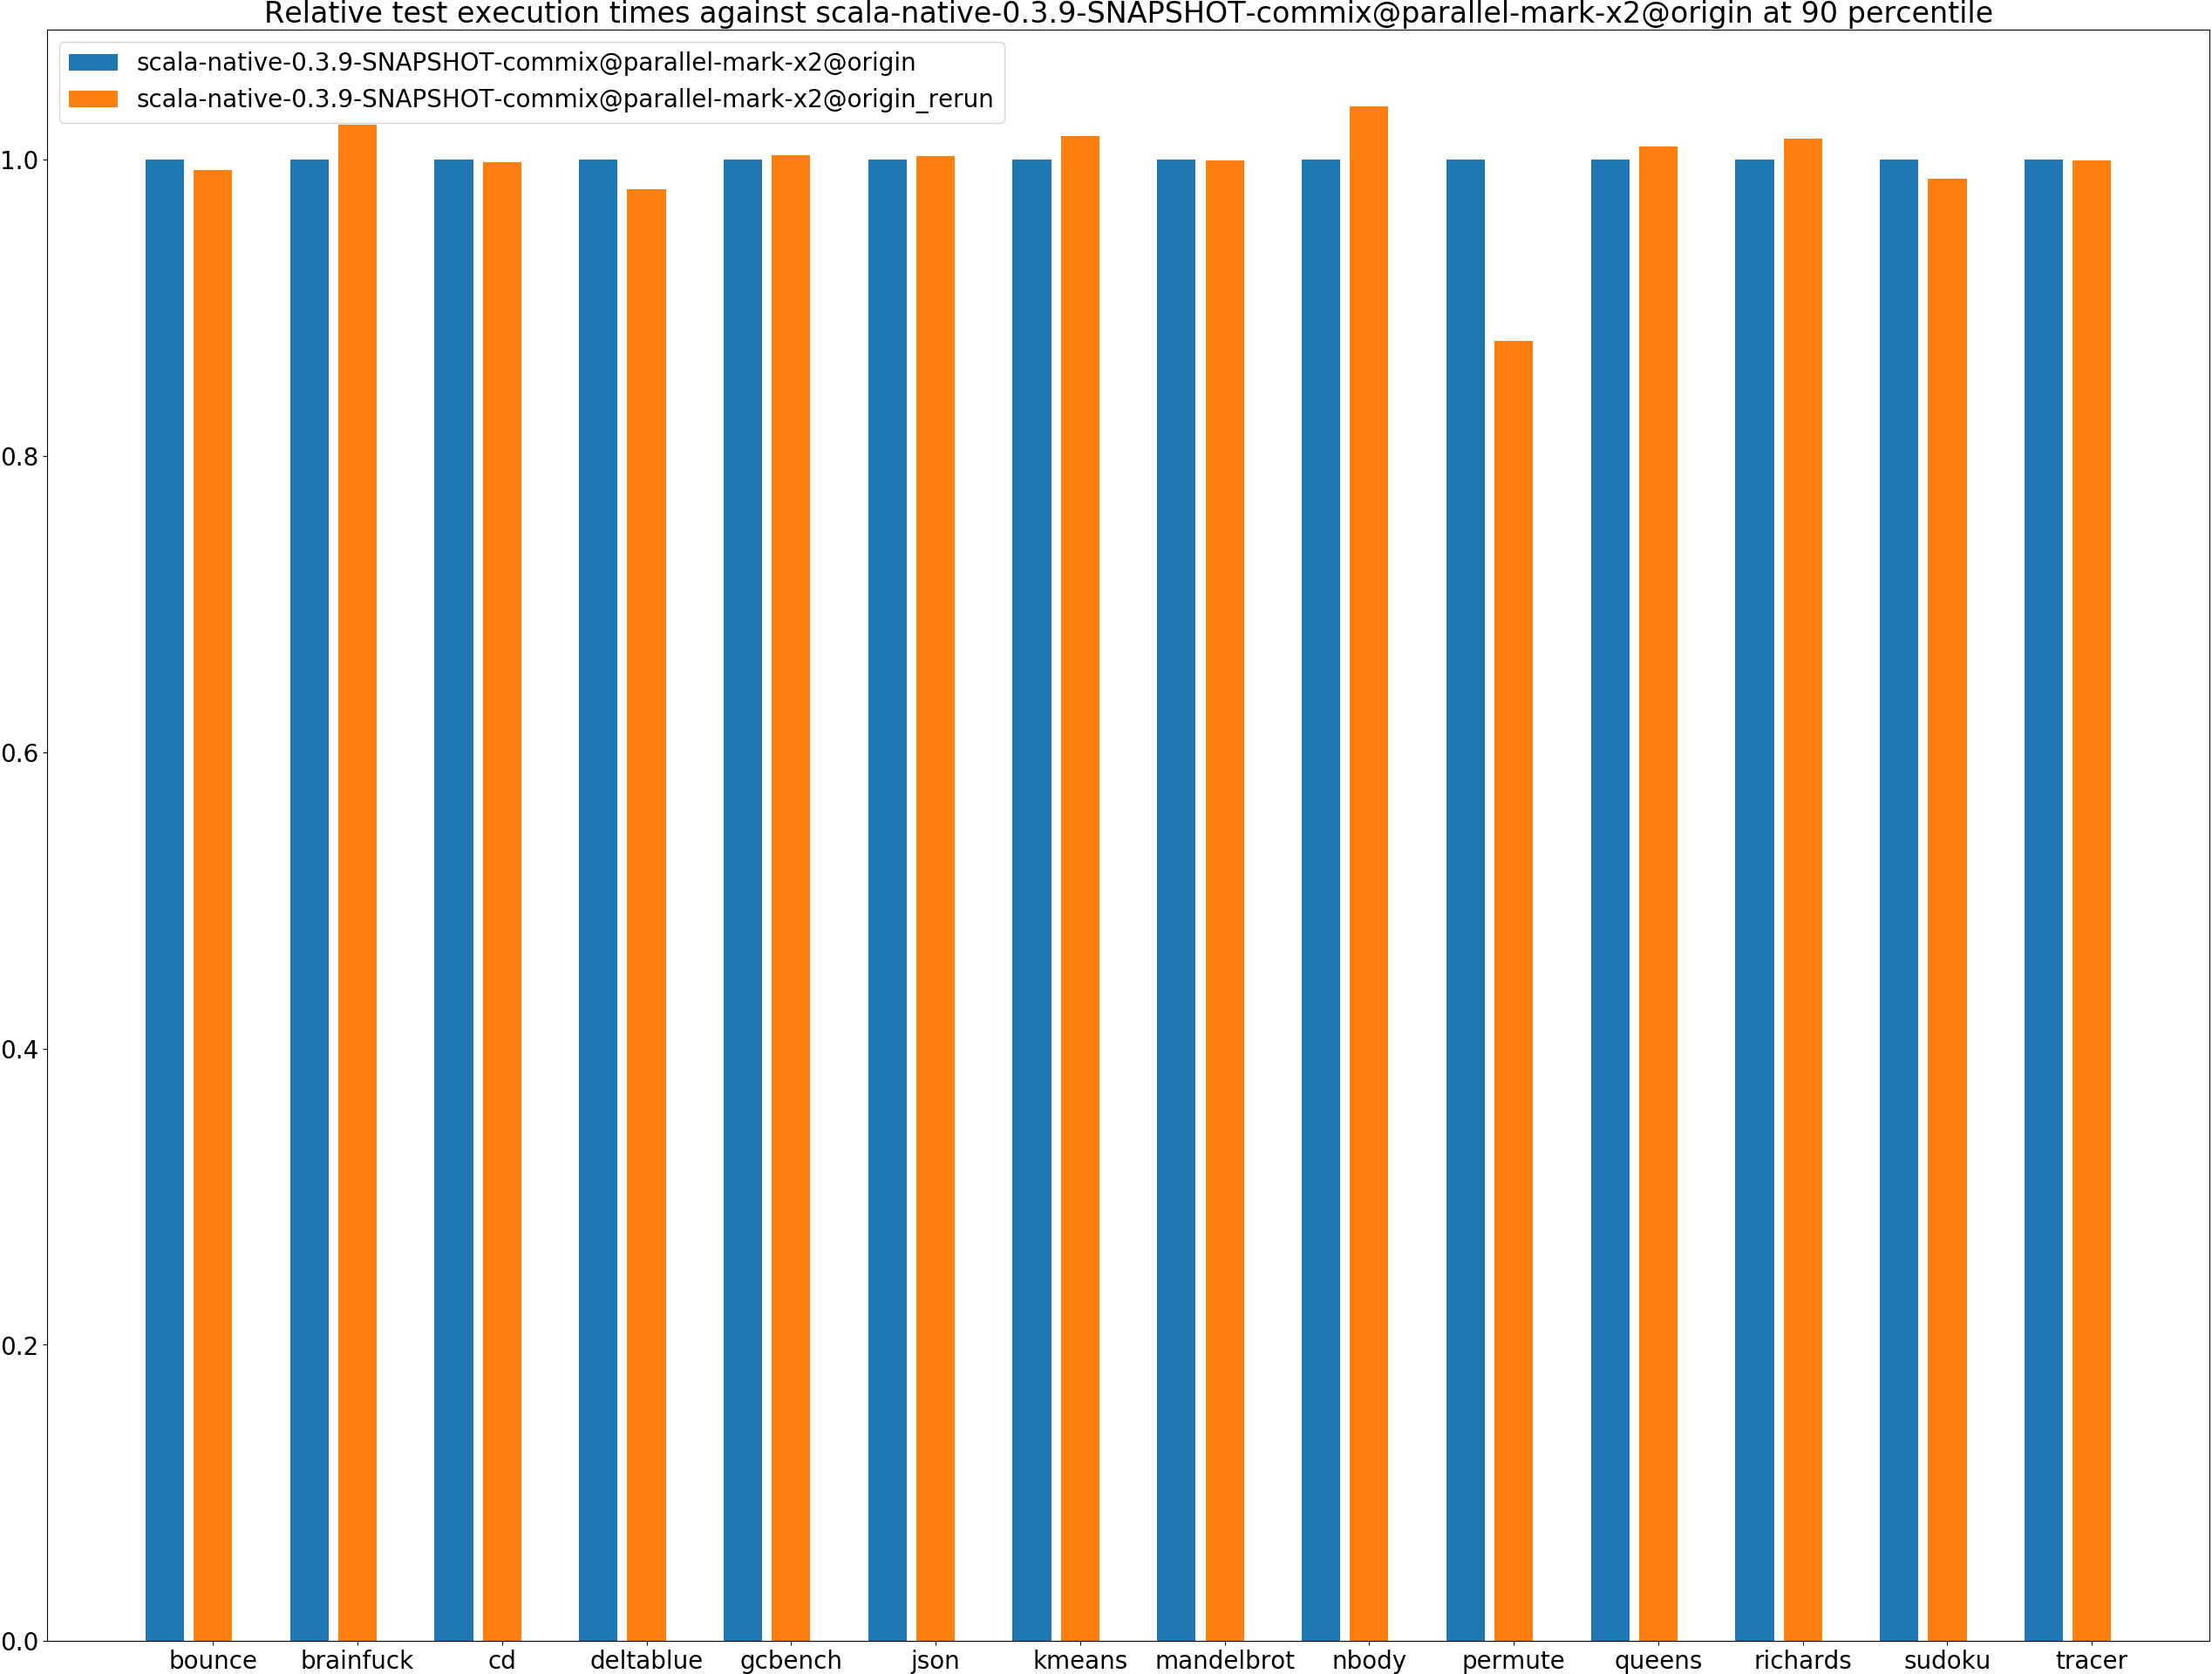 Relative test execution times against scala-native-0.3.9-SNAPSHOT-commix@parallel-mark-x2@origin at 90 percentile
scala-native-0.3.9-SNAPSHOT-commix@parallel-mark-x2@origin
scala-native-0.3.9-SNAPSHOT-commix@parallel-mark-x2@origin_rerun
1.0
0.8
0.6
0.4
0.2
0.0
bounce brainfuck cd deltablue gcbench json kmeans mandelbrot nbody permute queens richards sudoku tracer